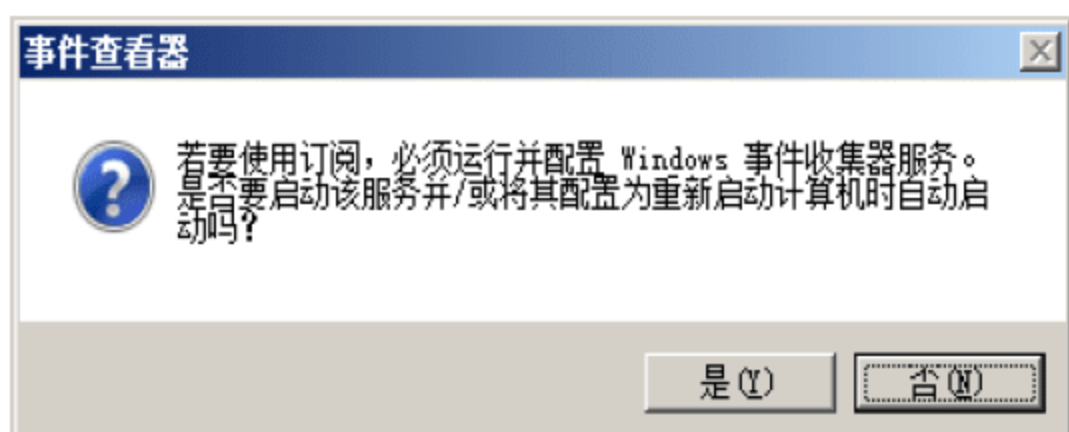 事件查看器
若要使用订阅，必须运行并配置 Windows 事件收集器服务。
是否要启动该服务并/或将其配置为重新启动计算机时自动启
动吗?
是(Y)
否(N)